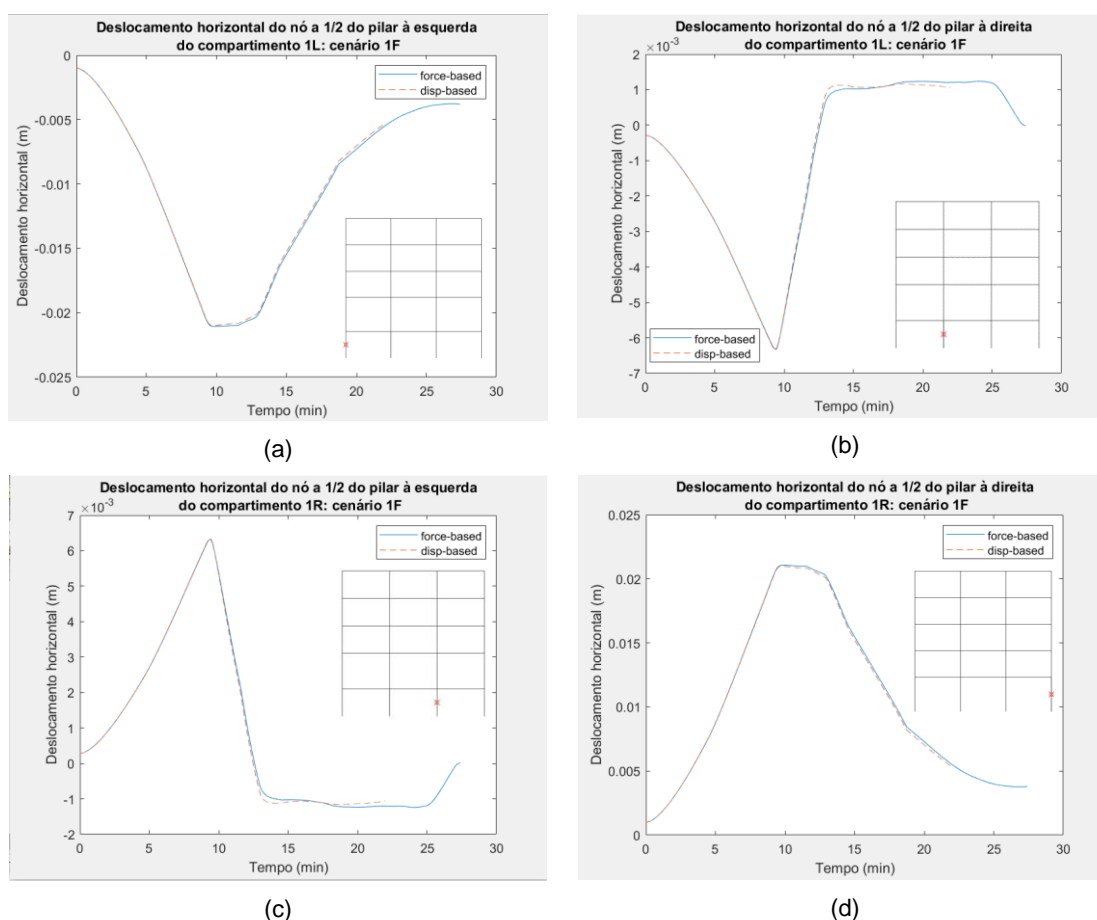 Deslocamento horizontal do nó a 1/2 do pilar à esquerda
do compartimento 1L: cenário 1F
0
-0.005
-0.01
-0.015
-0.02
-0.025
Deslocamento horizontal (m)
force-based
disp-based
0 5 10 15 20 25 30
Tempo (min)
(a)
Deslocamento horizontal do nó a 1/2 do pilar à direita
do compartimento 1L: cenário 1F
×10-3
2
1
0
-1
-2
-3
-4
-5
-6
-7
Deslocamento horizontal (m)
force-based
disp-based
0 5 10 15 20 25 30
Tempo (min)
(b)
Deslocamento horizontal do nó a 1/2 do pilar à esquerda
do compartimento 1R: cenário 1F
×10-3
7
6
5
4
3
2
1
0
-1
-2
Deslocamento horizontal (m)
force-based
disp-based
0 5 10 15 20 25 30
Tempo (min)
(c)
Deslocamento horizontal do nó a 1/2 do pilar à direita
do compartimento 1R: cenário 1F
0.025
0.02
0.015
0.01
0.005
0
Deslocamento horizontal (m)
force-based
disp-based
0 5 10 15 20 25 30
Tempo (min)
(d)